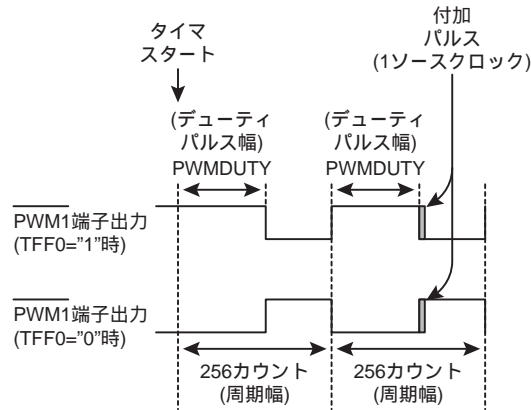 タイマ
スタート
付加
パルス
(1ソースクロック)
(デューティ
パルス幅)
PWMDUTY
(デューティ
パルス幅)
PWMDUTY
PWM1端子出力
(TFF0=”1”時)
PWM1端子出力
(TFF0=”0”時)
256カウント
(周期幅)
256カウント
(周期幅)